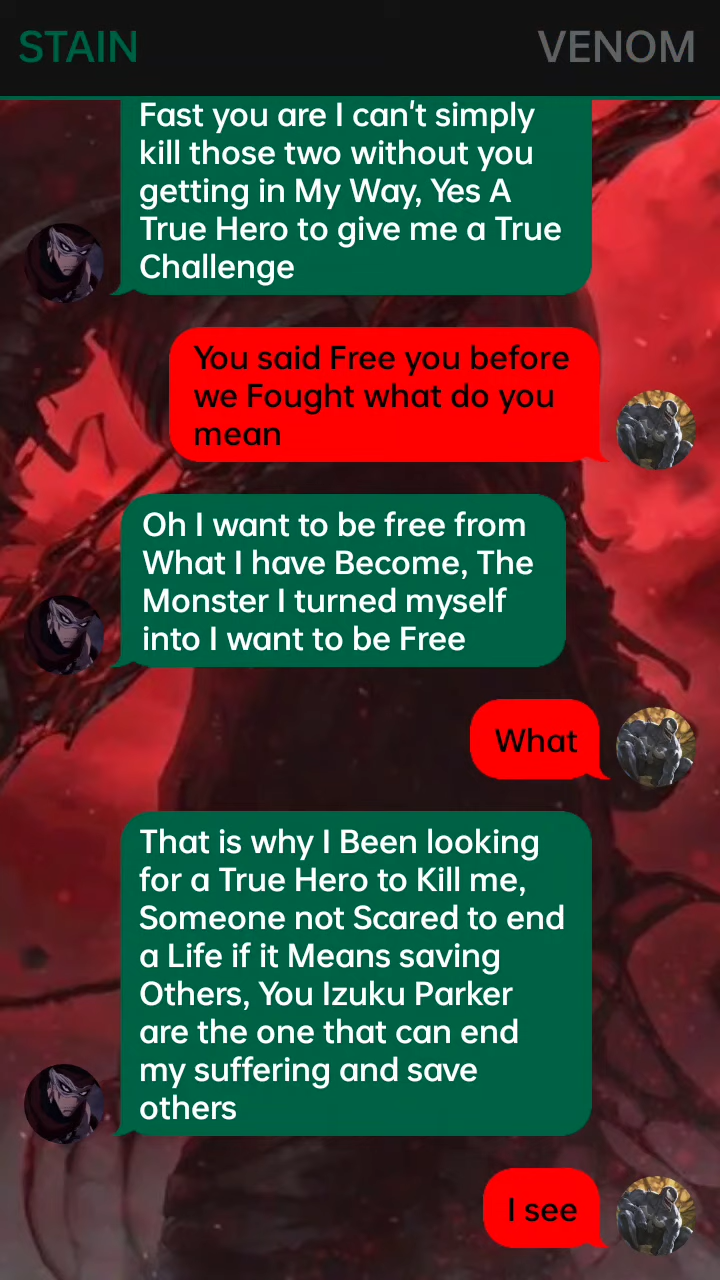 STAIN VENOM
Fast you are I can't simply
kill those two without you
getting in My Way, Yes A
True Hero to give me a True
Challenge
You said Free you before
we Fought what do you
mean
Oh I want to be free from
What I have Become, The
Monster I turned myself
into I want to be Free
What
That is why I Been looking
for a True Hero to Kill me,
Someone not Scared to end
a Life if it Means saving
Others, You Izuku Parker
are the one that can end
my suffering and save
others
I see